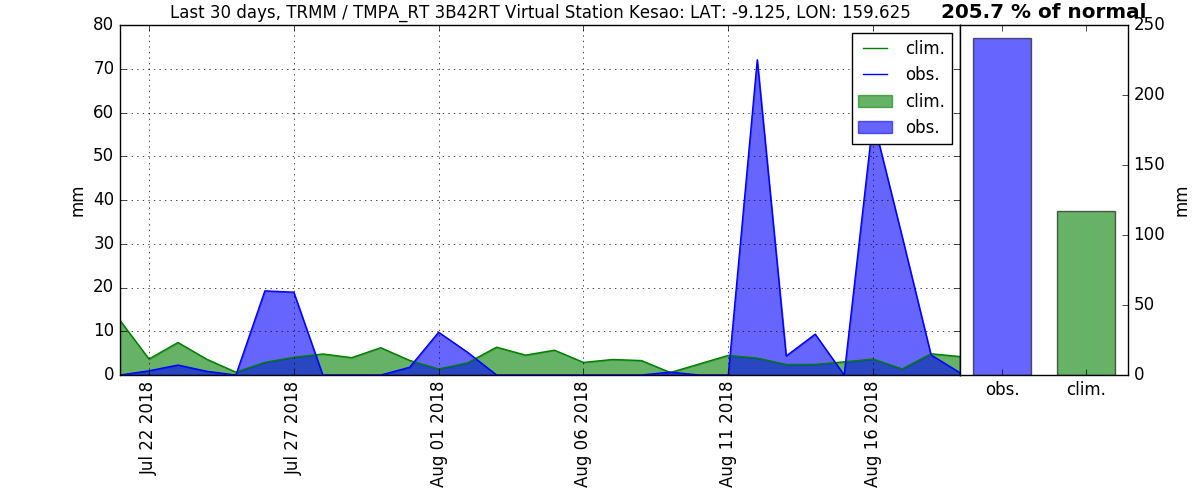 Last 30 days, TRMM / TMPA_RT 3B42RT Virtual Station Kesao: LAT: -9.125, LON: 159.625
205.7 % of normal
80
70
60
50
40
30
20
10
0
mm
clim.
obs.
clim.
obs.
Jul 22 2018
Jul 27 2018
Aug 01 2018
Aug 06 2018
Aug 11 2018
Aug 16 2018
250
200
150
100
50
0
mm
obs.
clim.